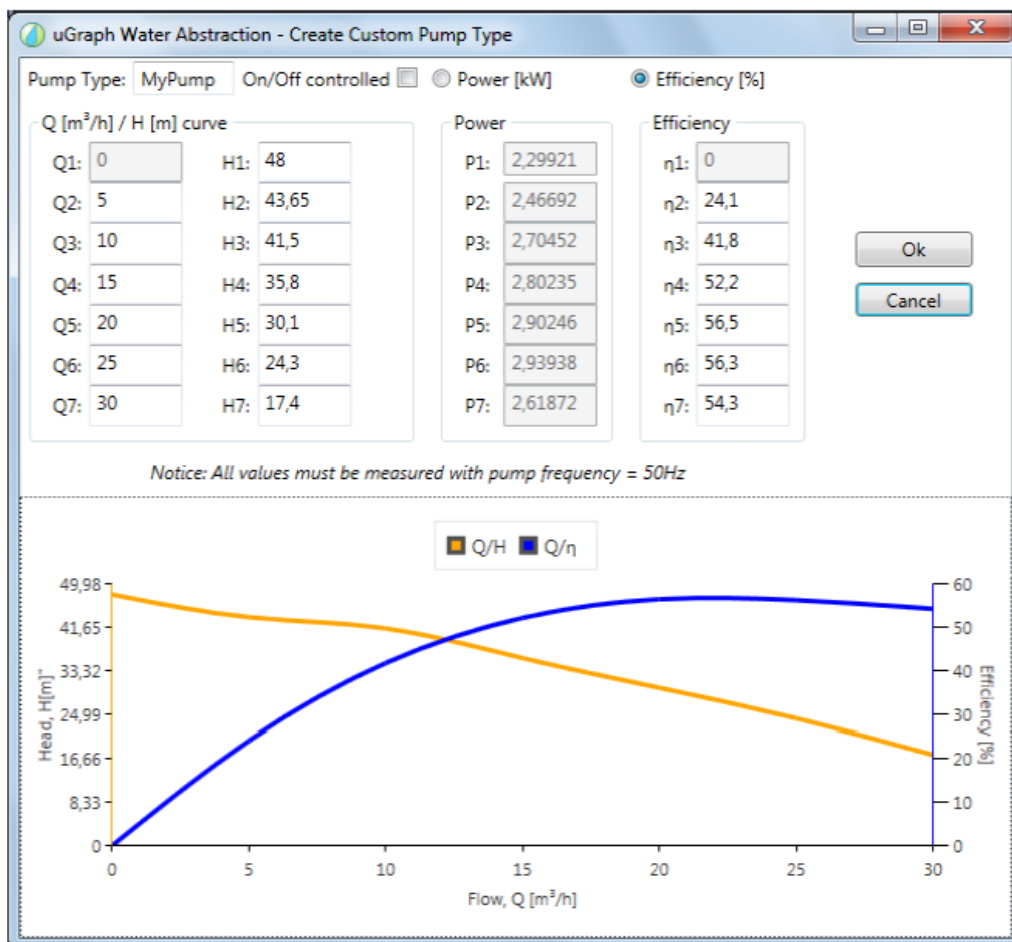 uGraph Water Abstraction - Create Custom Pump Type
Pump Type: MyPump On/Off controlled Power [kW] Efficiency [%]
Q [m³/h] / H [m] curve Power Efficiency
Q1: 0 H1: 48 P1: 2,29921 η1: 0
Q2: 5 H2: 43,65 P2: 2,46692 η2: 24,1
Q3: 10 H3: 41,5 P3: 2,70452 η3: 41,8
Q4: 15 H4: 35,8 P4: 2,80235 η4: 52,2
Q5: 20 H5: 30,1 P5: 2,90246 η5: 56,5
Q6: 25 H6: 24,3 P6: 2,93938 η6: 56,3
Q7: 30 H7: 17,4 P7: 2,61872 η7: 54,3
Ok
Cancel
Notice: All values must be measured with pump frequency = 50Hz
Q/H Q/η
49,98
41,65
33,32
24,99
16,66
8,33
0
Head, H[m]"
60
50
40
30
20
10
0
Efficiency [%]
0 5 10 15 20 25 30
Flow, Q [m³/h]